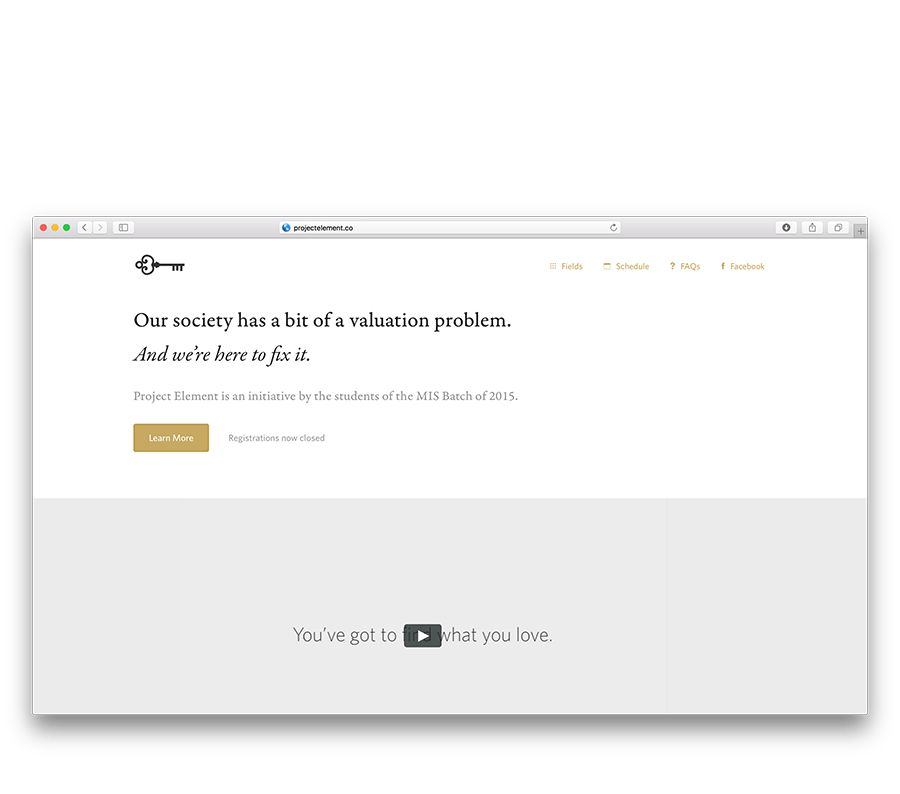 projectelement.co
Fields
Schedule
? FAQs
f Facebook
Our society has a bit of a valuation problem.
And we’re here to fix it.
Project Element is an initiative by the students of the MIS Batch of 2015.
Learn More
Registrations now closed
You’ve got to find what you love.